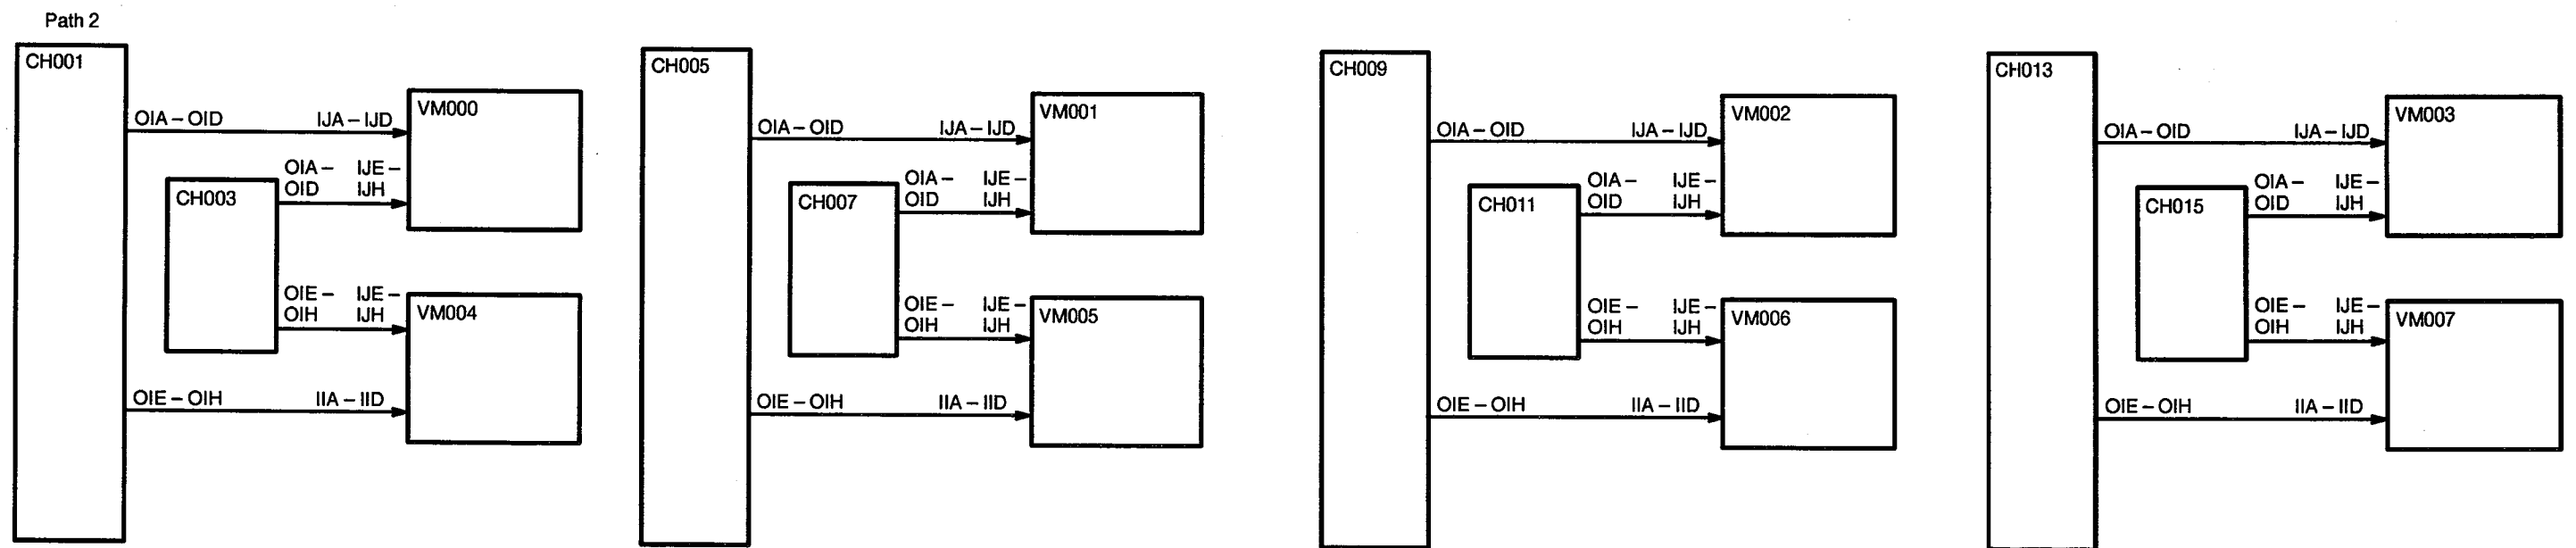 Path 2
CH001
OIA – OID IJA – IJD
VM000
CH003
OIA – IJE –
OID IJH
OIE – IJE –
OIH IJH
VM004
OIE – OIH IIA – IID
CH005
OIA – OID IJA – IJD
VM001
CH007
OIA – IJE –
OID IJH
OIE – IJE –
OIH IJH
VM005
OIE – OIH IIA – IID
CH009
OIA – OID IJA – IJD
VM002
CH011
OIA – IJE –
OID IJH
OIE – IJE –
OIH IJH
VM006
OIE – OIH IIA – IID
CH013
OIA – OID IJA – IJD
VM003
CH015
OIA – IJE –
OID IJH
OIE – IJE –
OIH IJH
VM007
OIE – OIH IIA – IID